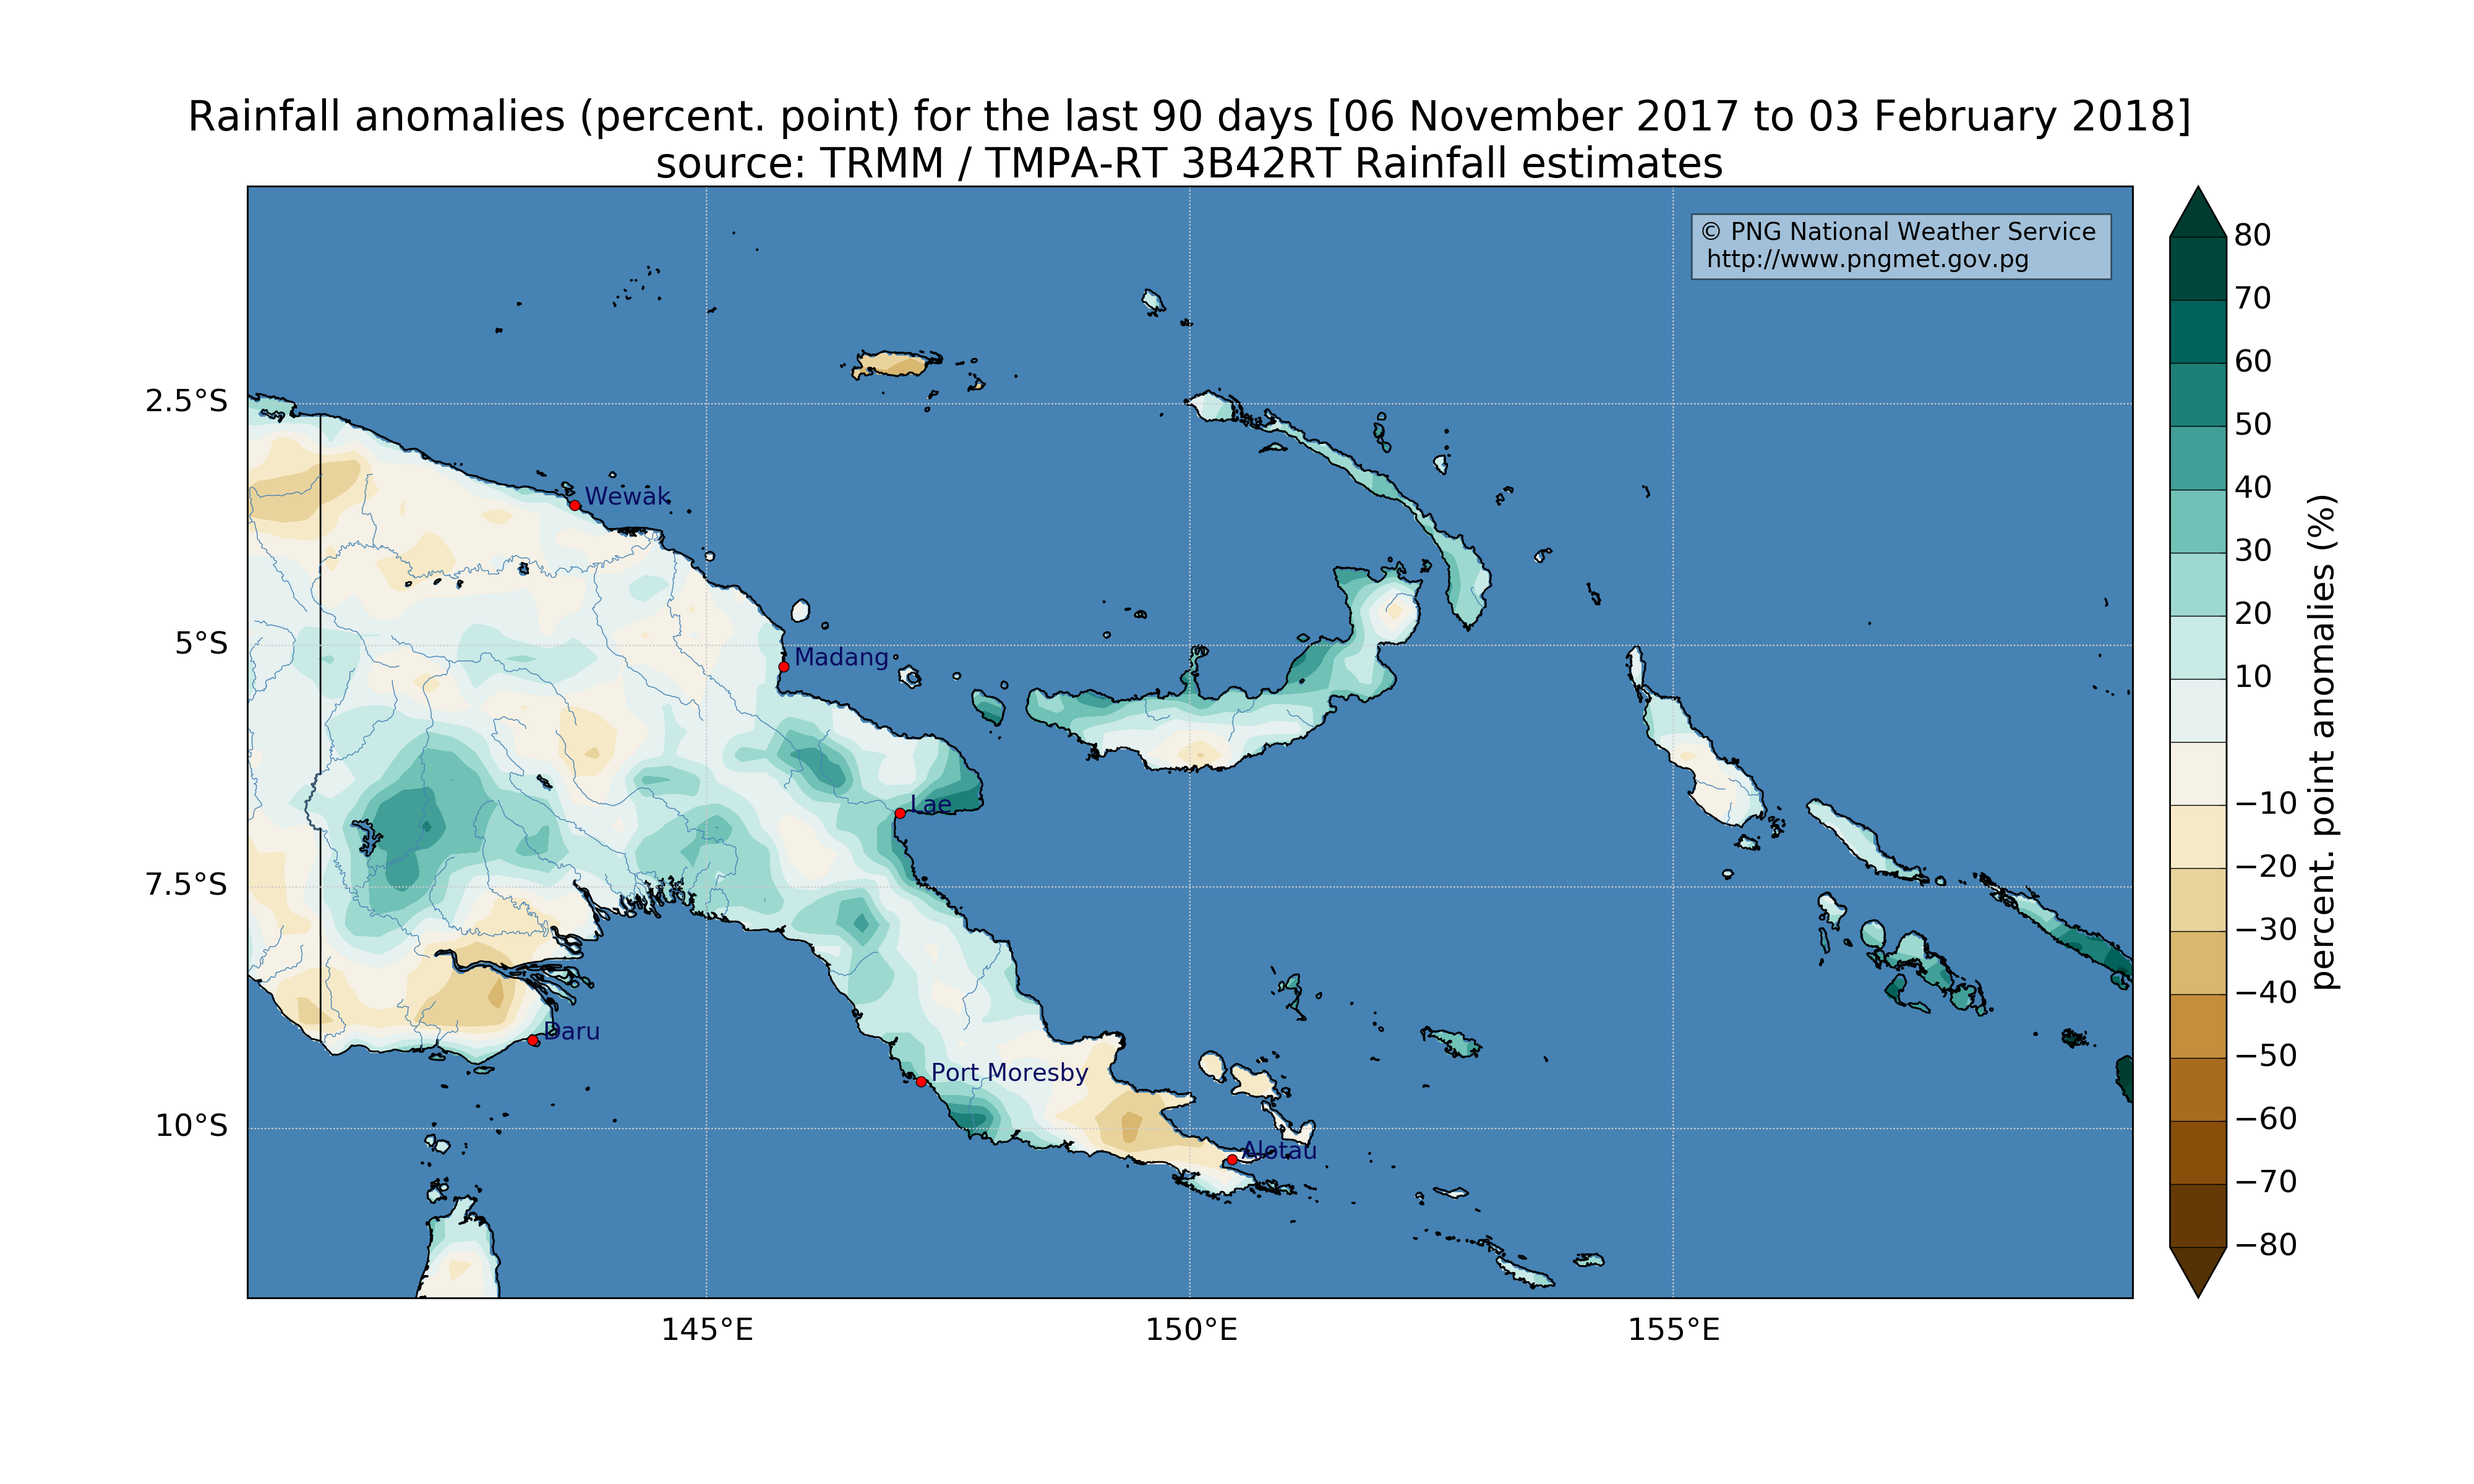 Rainfall anomalies (percent. point) for the last 90 days [06 November 2017 to 03 February 2018]
source: TRMM / TMPA-RT 3B42RT Rainfall estimates
© PNG National Weather Service
http://www.pngmet.gov.pg
2.5°S
5°S
7.5°S
10°S
Wewak
Madang
Lae
Daru
Port Moresby
Alotau
145°E
150°E
155°E
80
70
60
50
40
30
20
10
−10
−20
−30
−40
−50
−60
−70
−80
percent. point anomalies (%)